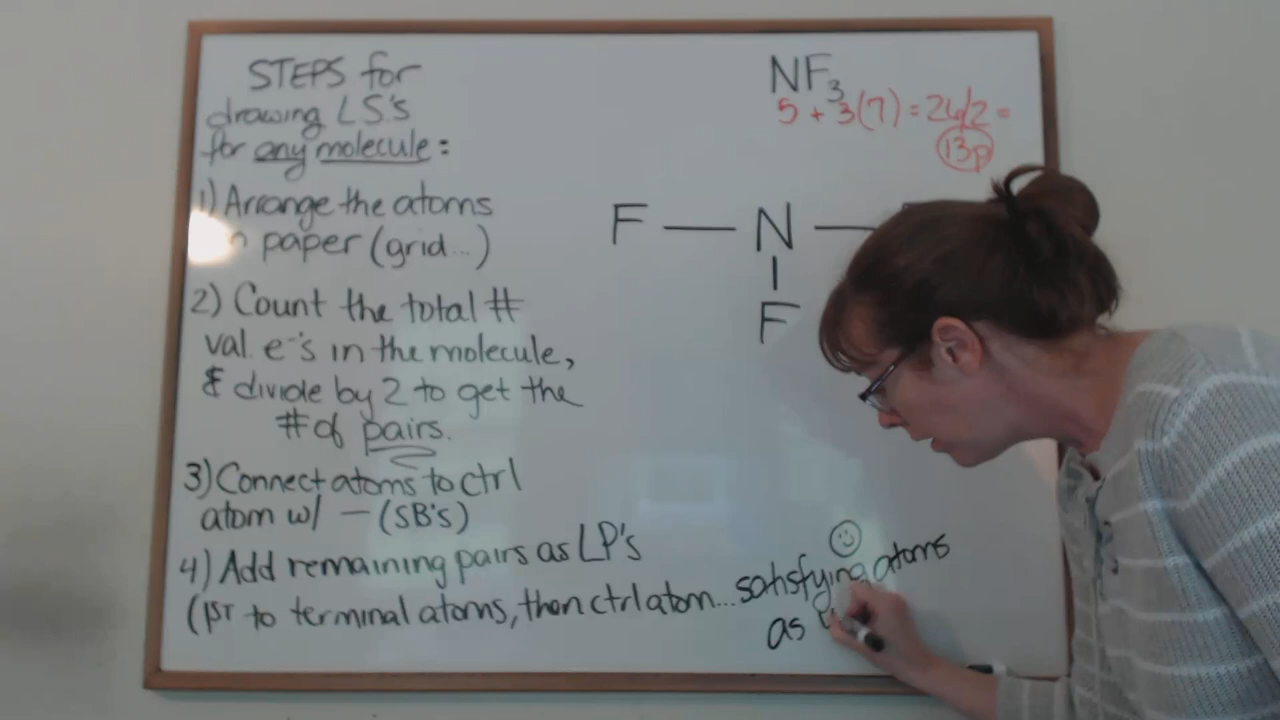 STEPS for
drawing LS's
for any molecule:
1) Arrange the atoms
n paper (grid...)
2) Count the total #
val e⁻'s in the molecule,
& divide by 2 to get the
# of pairs.
3) Connect atoms to ctrl
atom w/ — (SB's)
4) Add remaining pairs as LP's
(1ST to terminal atoms, then ctrl atom... satisfying atoms
as
NF₃
5 + 3(7) = 26/2 =
13p
F — N —
|
F